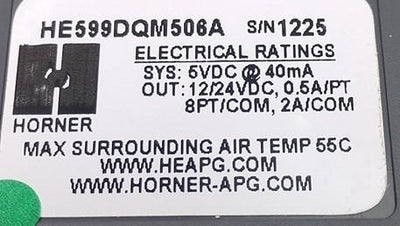 HE599DQM506A S/N 1225
ELECTRICAL RATINGS
SYS: 5VDC @ 40mA
OUT: 12/24VDC, 0.5A/PT
8PT/COM, 2A/COM
HORNER
MAX SURROUNDING AIR TEMP 55C
WWW.HEAPG.COM
WWW.HORNER-APG.COM